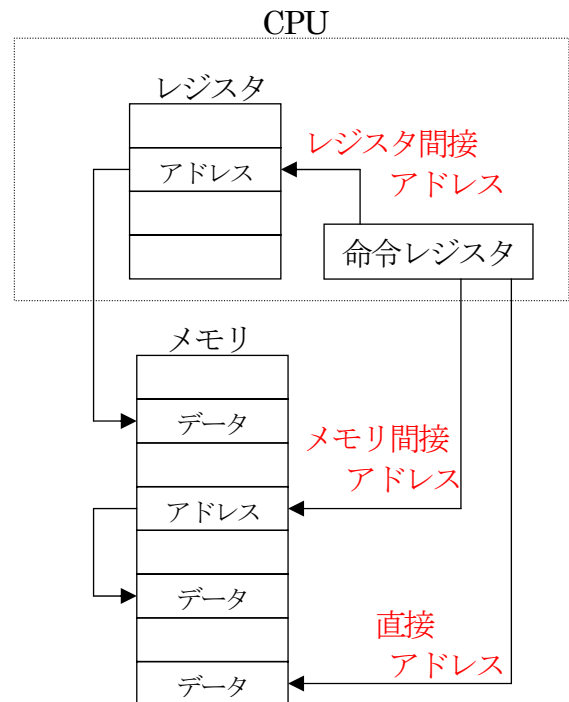 CPU
レジスタ
アドレス
レジスタ間接
アドレス
命令レジスタ
メモリ
データ
メモリ間接
アドレス
アドレス
データ
直接
アドレス
データ